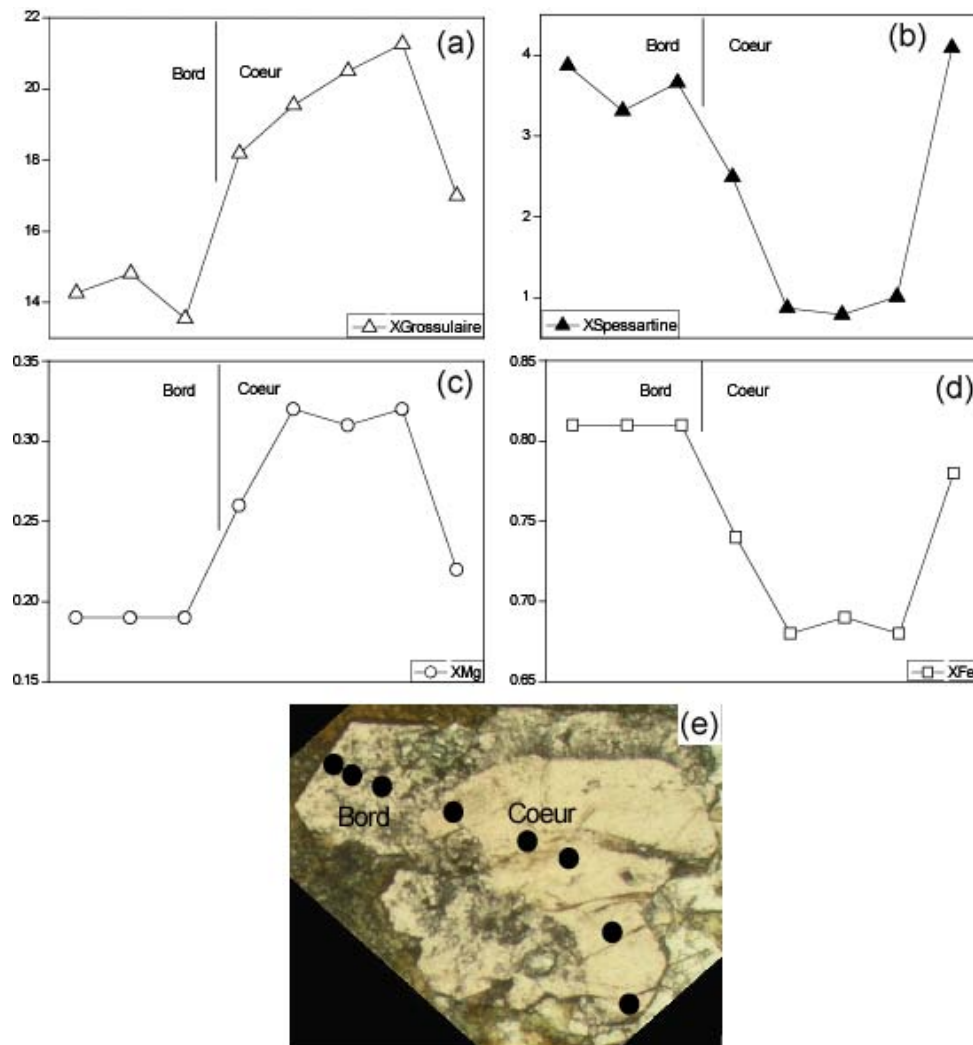 22
20
18
16
14
Bord
Coeur
(a)
XGrossulaire
4
3
2
1
Bord
Coeur
(b)
XSpessartine
0.35
0.30
0.25
0.20
0.15
Bord
Coeur
(c)
XMg
0.80
0.75
0.70
0.65
Bord
Coeur
(d)
XFe
(e)
Bord
Coeur